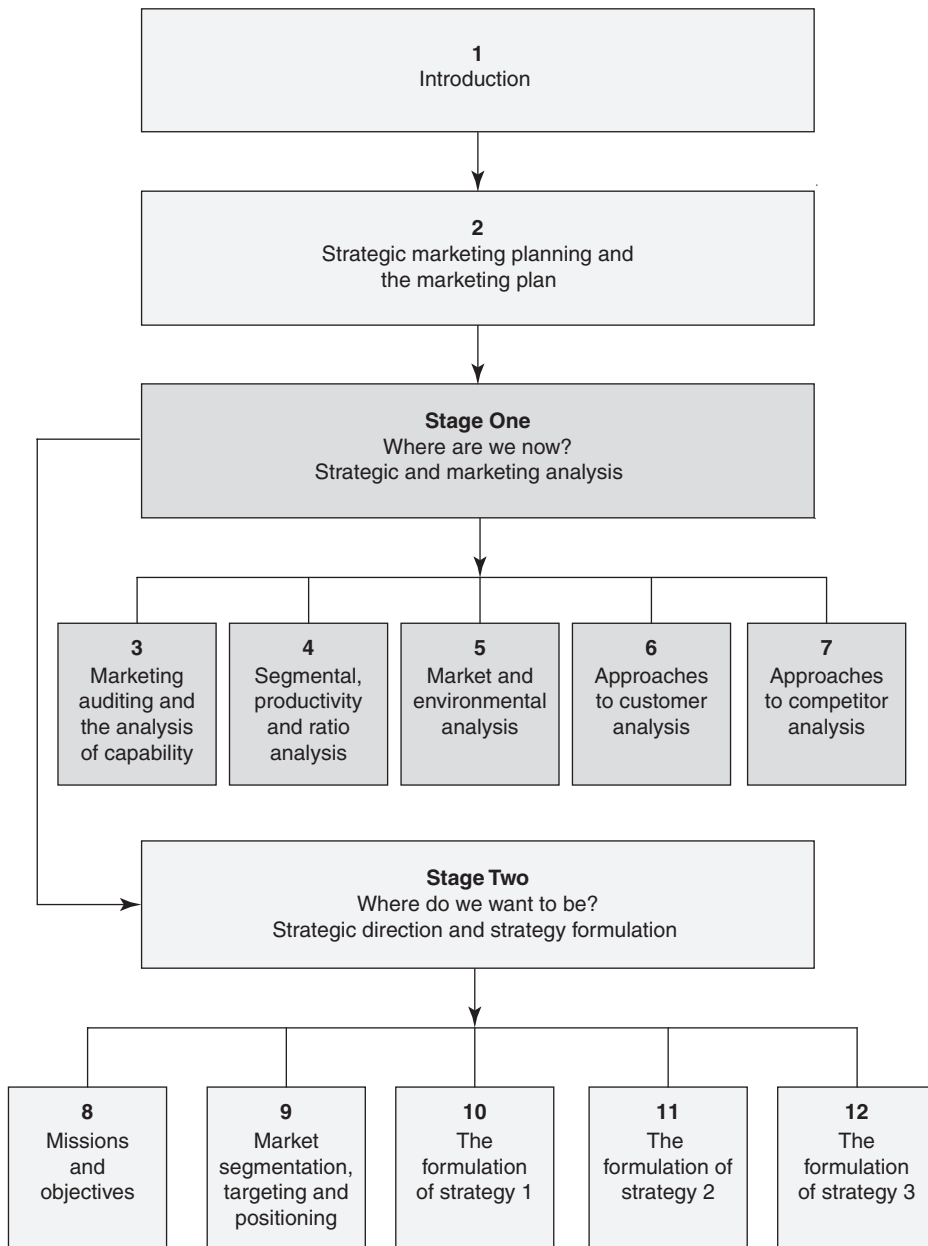 1
Introduction
2
Strategic marketing planning and
the marketing plan
Stage One
Where are we now?
Strategic and marketing analysis
3
Marketing
auditing and
the analysis
of capability
4
Segmental,
productivity
and ratio
analysis
5
Market and
environmental
analysis
6
Approaches
to customer
analysis
7
Approaches
to competitor
analysis
Stage Two
Where do we want to be?
Strategic direction and strategy formulation
8
Missions
and
objectives
9
Market
segmentation,
targeting and
positioning
10
The
formulation
of strategy 1
11
The
formulation of
strategy 2
12
The
formulation
of strategy 3